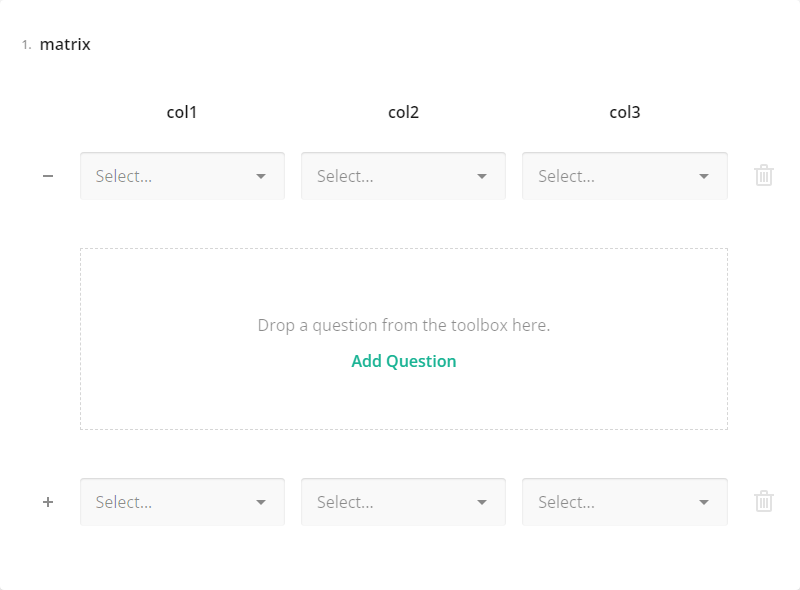 1. matrix
col1 col2 col3
Select... Select... Select...
Drop a question from the toolbox here.
Add Question
Select... Select... Select...